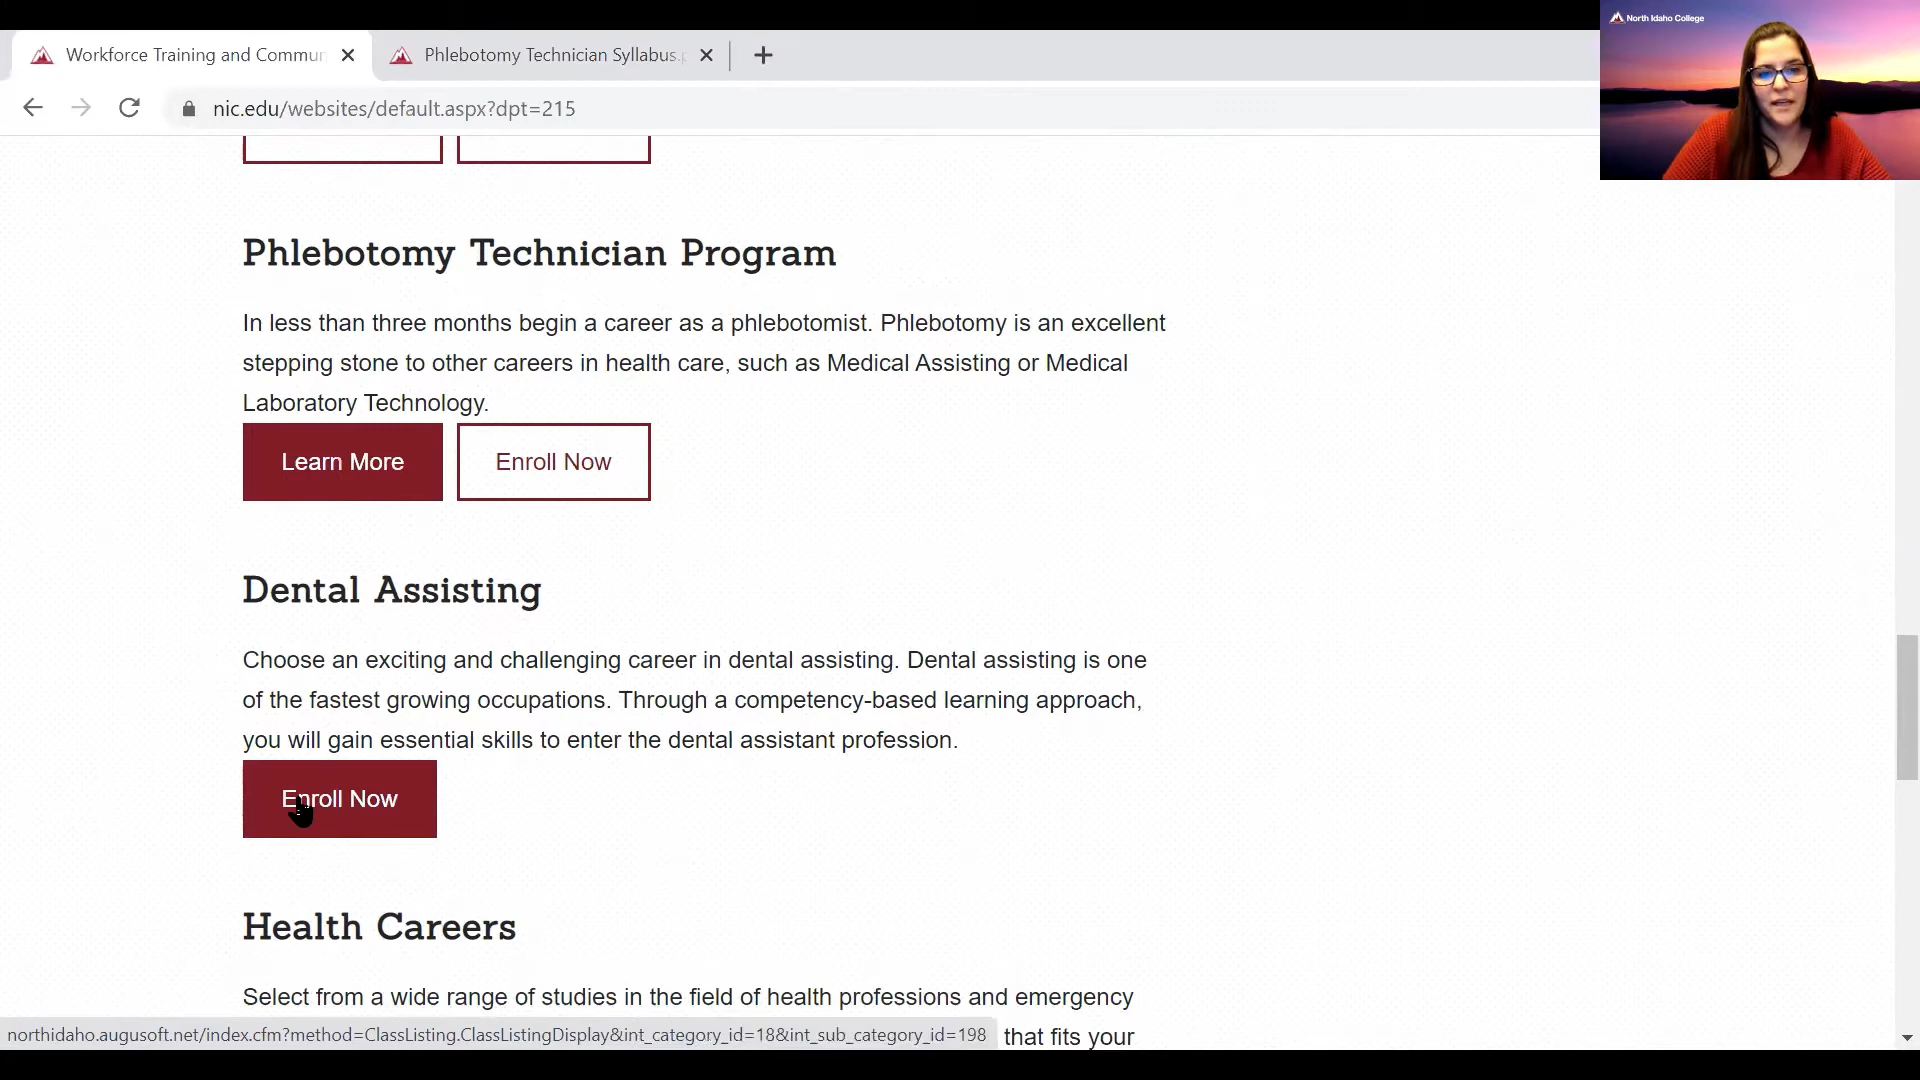 North Idaho College
Workforce Training and Commun
Phlebotomy Technician Syllabus.p
nic.edu/websites/default.aspx?dpt=215
Phlebotomy Technician Program
In less than three months begin a career as a phlebotomist. Phlebotomy is an excellent
stepping stone to other careers in health care, such as Medical Assisting or Medical
Laboratory Technology.
Learn More
Enroll Now
Dental Assisting
Choose an exciting and challenging career in dental assisting. Dental assisting is one
of the fastest growing occupations. Through a competency-based learning approach,
you will gain essential skills to enter the dental assistant profession.
Enroll Now
Health Careers
Select from a wide range of studies in the field of health professions and emergency
that fits your
northidaho.augusoft.net/index.cfm?method=ClassListing.ClassListingDisplay&int_category_id=18&int_sub_category_id=198